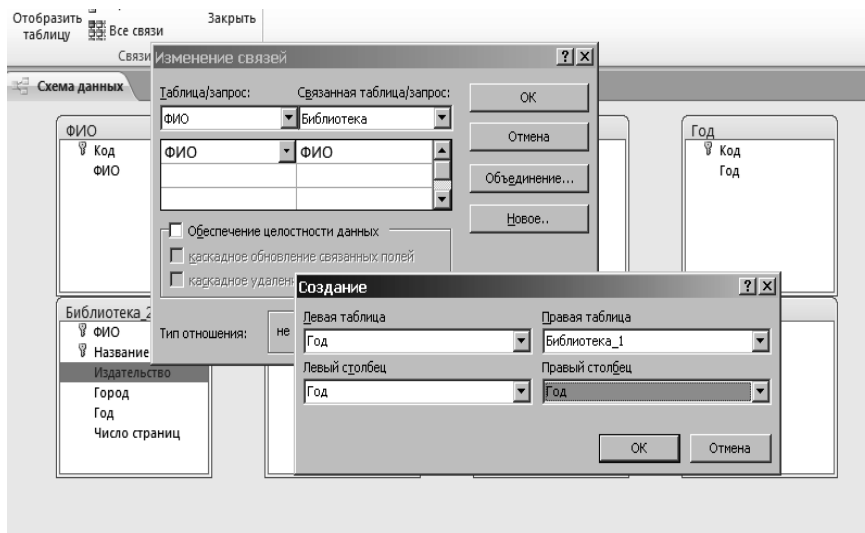 Отобразить
таблицу
Все связи
Закрыть
Связи
Схема данных
Изменение связей
Таблица/запрос:
Связанная таблица/запрос:
ФИО
Библиотека
ФИО
ФИО
ОК
Отмена
Объединение...
Новое..
Обеспечение целостности данных
каскадное обновление связанных полей
каскадное
Тип отношения:
не
ФИО
Код
ФИО
Год
Код
Год
Библиотека_2
ФИО
Название
Издательство
Город
Год
Число страниц
Создание
Левая таблица
Правая таблица
Год
Библиотека_1
Левый столбец
Правый столбец
Год
Год
ОК
Отмена